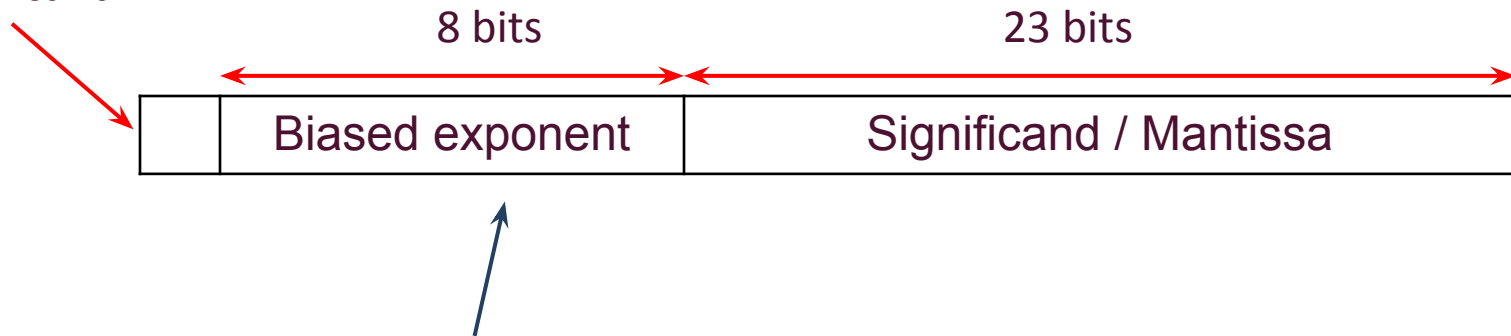 8 bits
23 bits
Biased exponent
Significand / Mantissa